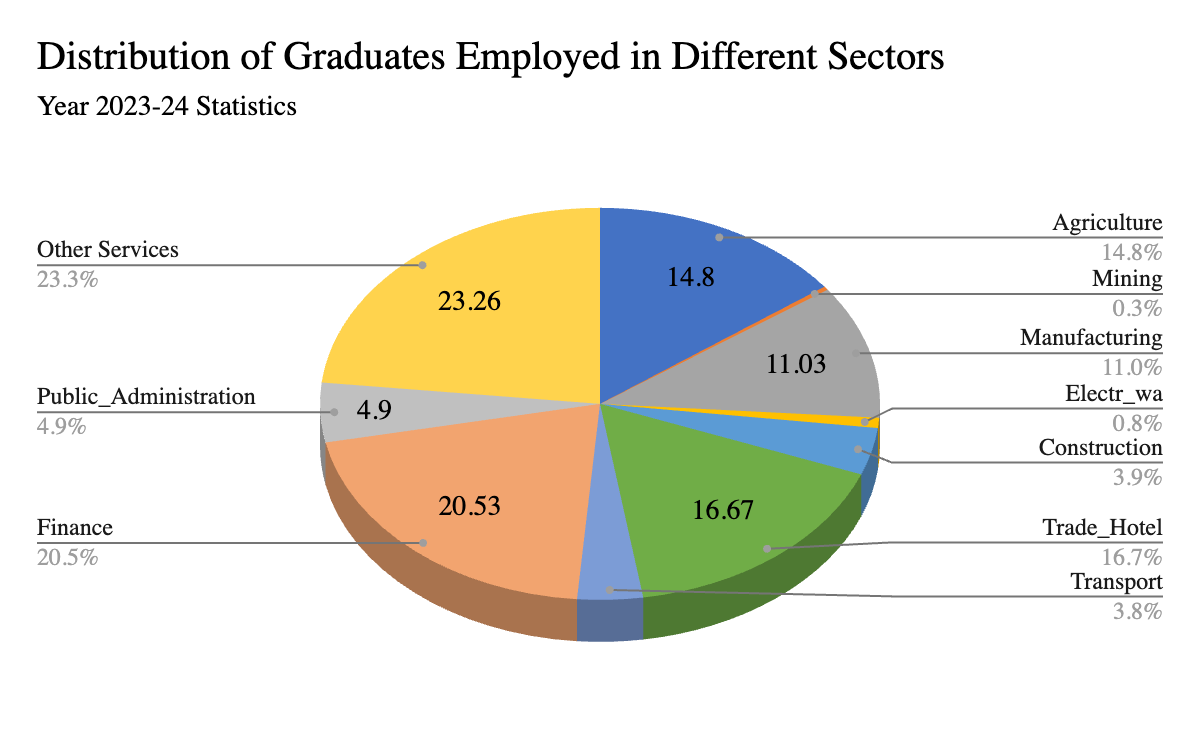 Distribution of Graduates Employed in Different Sectors
Year 2023-24 Statistics
Other Services
23.3%
Public_Administration
4.9%
Finance
20.5%
23.26
14.8
11.03
4.9
20.53
16.67
Agriculture
14.8%
Mining
0.3%
Manufacturing
11.0%
Electr_wa
0.8%
Construction
3.9%
Trade_Hotel
16.7%
Transport
3.8%